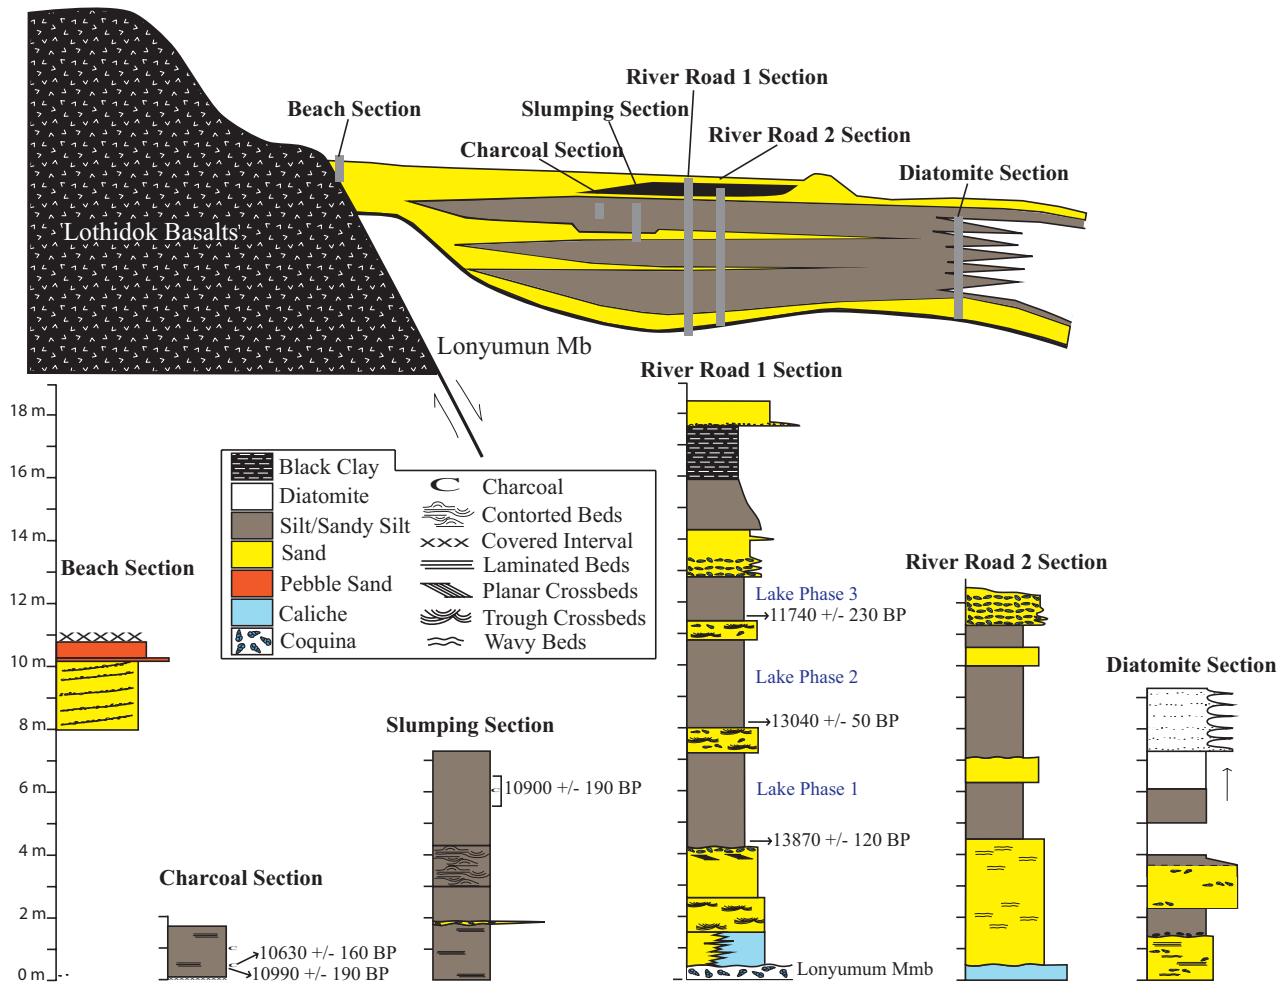 River Road 1 Section
Beach Section
Slumping Section
River Road 2 Section
Charcoal Section
Diatomite Section
Lothidok Basalts
Lonyumun Mb
River Road 1 Section
18 m
16 m
14 m
12 m
10 m
8 m
6 m
4 m
2 m
0 m
Black Clay
Diatomite
Silt/Sandy Silt
Sand
Pebble Sand
Caliche
Coquina
C Charcoal
Contorted Beds
XXXX Covered Interval
Laminated Beds
Planar Crossbeds
Trough Crossbeds
Wavy Beds
Beach Section
XXXXXX
Lake Phase 3
11740 +/- 230 BP
Lake Phase 2
13040 +/- 50 BP
Lake Phase 1
13870 +/- 120 BP
Lonyumum Mmb
River Road 2 Section
Diatomite Section
Slumping Section
C 10900 +/- 190 BP
Charcoal Section
C
C 10630 +/- 160 BP
10990 +/- 190 BP